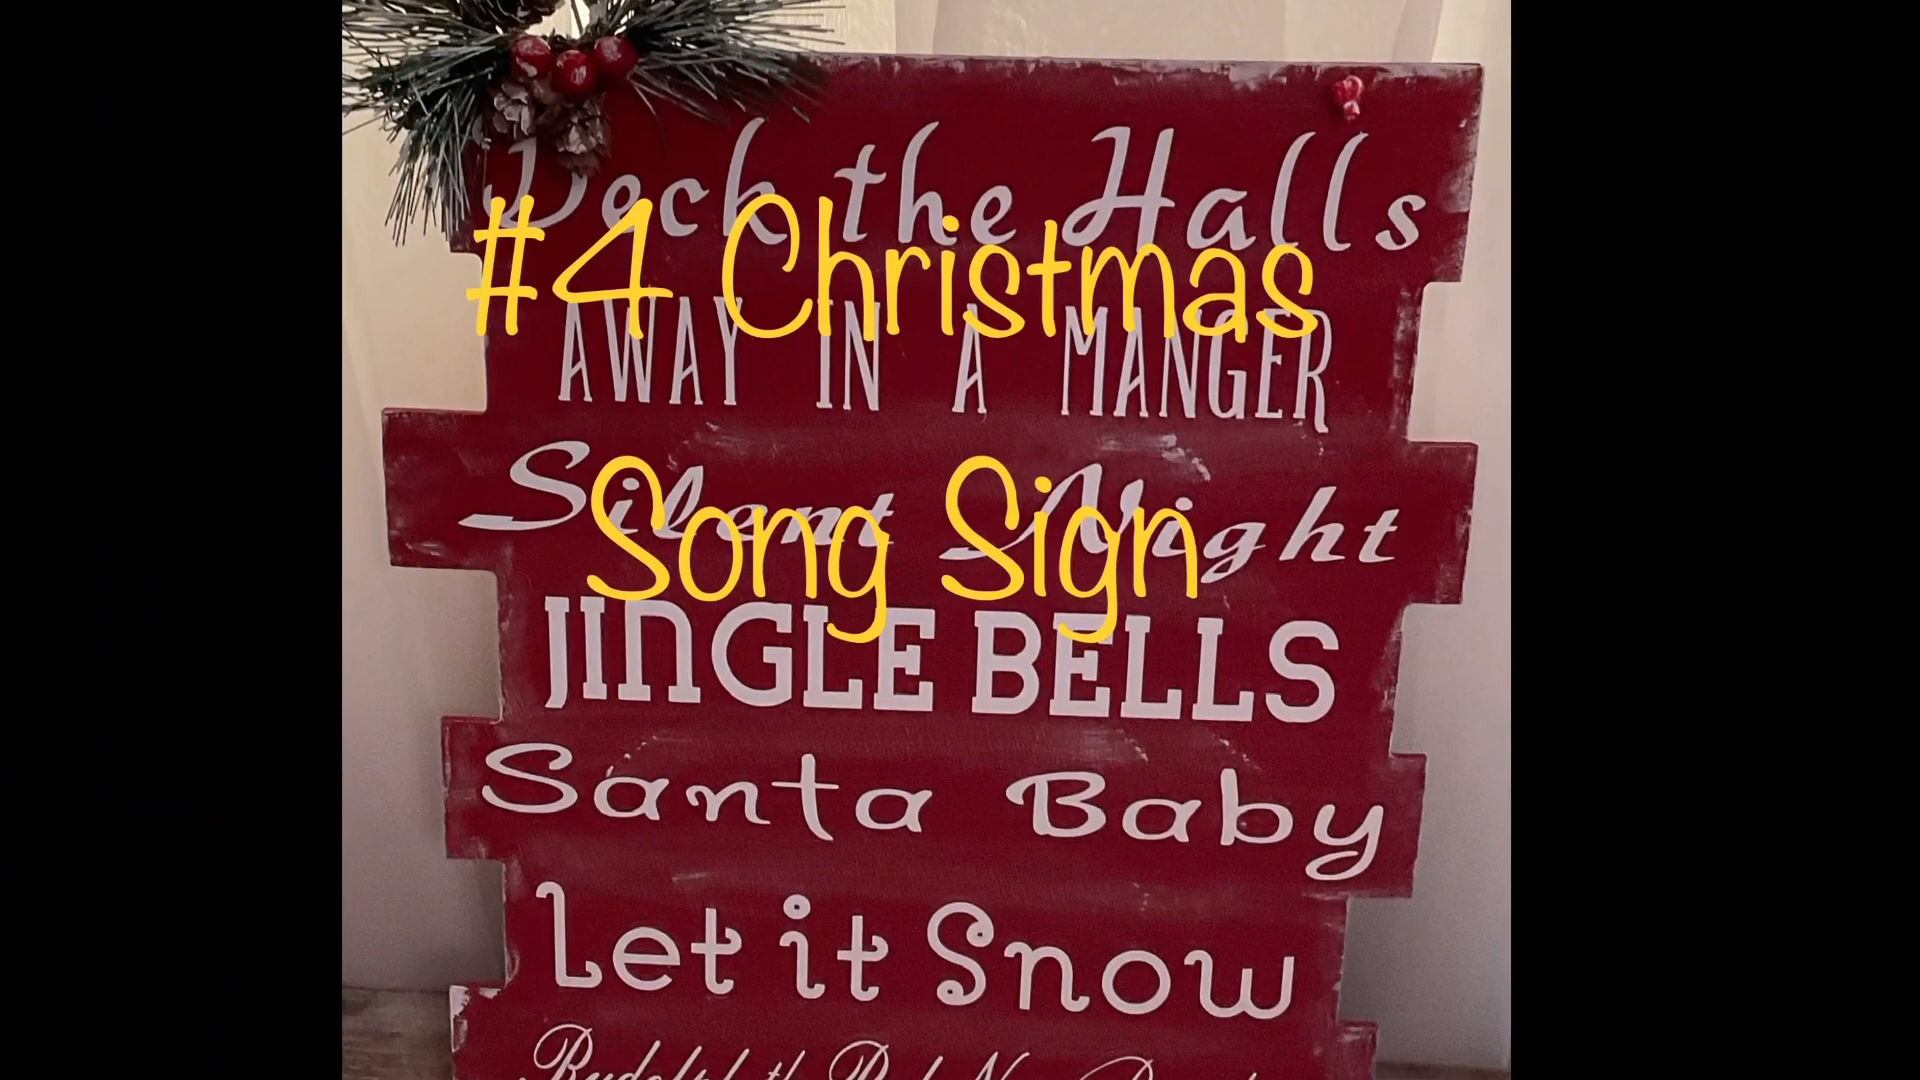 Deck the Halls
#4 Christmas
AWAY IN A MANGER
Silent Night
Song Sign
JINGLE BELLS
Santa Baby
Let it Snow